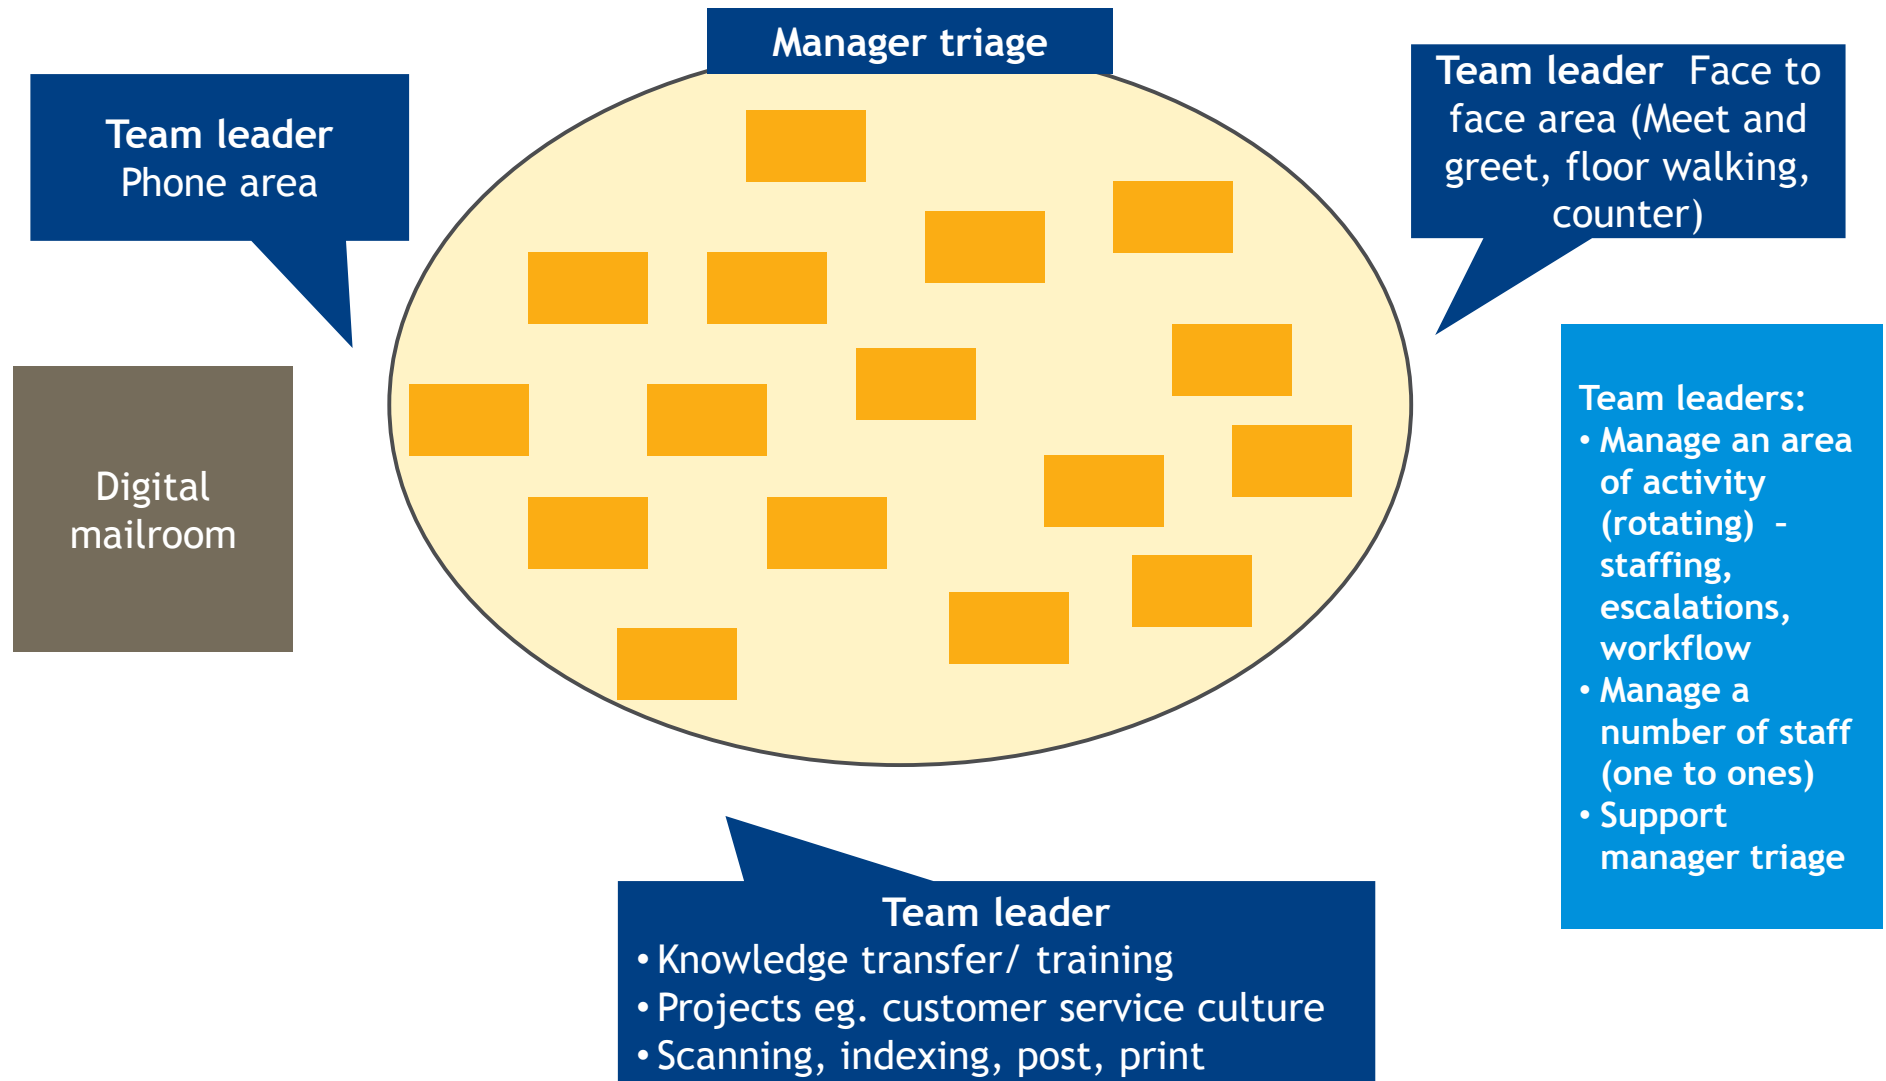 Manager triage
Team leader
Phone area
Team leader  Face to
face area (Meet and
greet, floor walking,
counter)
Digital
mailroom
Team leaders:
• Manage an area
of activity
(rotating)  –
staffing,
escalations,
workflow
• Manage a
number of staff
(one to ones)
• Support
manager triage
Team leader
• Knowledge transfer/ training
• Projects eg. customer service culture
• Scanning, indexing, post, print